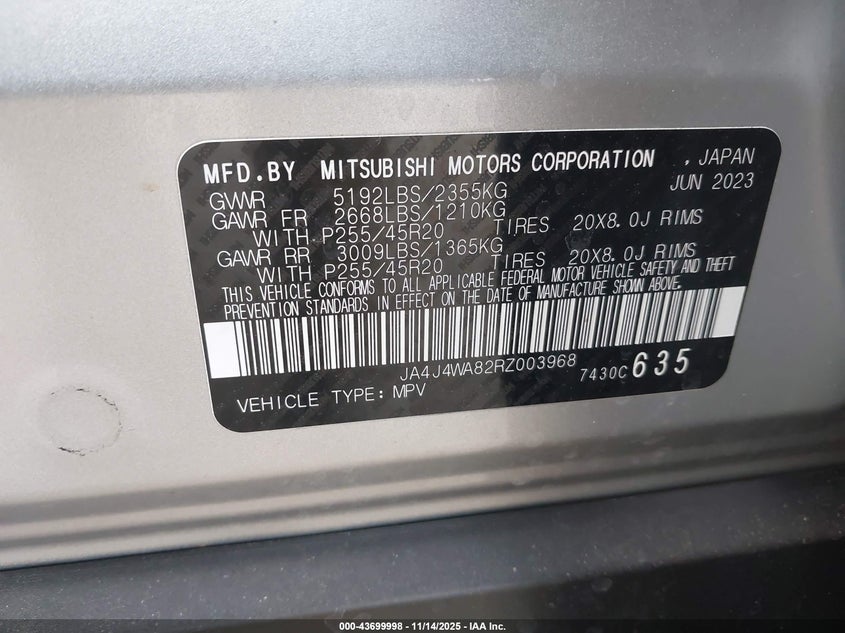 MFD.BY MITSUBISHI MOTORS CORPORATION , JAPAN
JUN 2023
GVWR 5192LBS/2355KG
GAWR FR 2668LBS/1210KG
WITH P255/45R20 TIRES 20X8.0J RIMS
GAWR RR 3009LBS/1365KG
WITH P255/45R20 TIRES 20X8.0J RIMS
THIS VEHICLE CONFORMS TO ALL APPLICABLE FEDERAL MOTOR VEHICLE SAFETY AND THEFT
PREVENTION STANDARDS IN EFFECT ON THE DATE OF MANUFACTURE SHOWN ABOVE.
JA4J4WA82RZ003968
7430C 635
VEHICLE TYPE: MPV
000-43699998 - 11/14/2025 - IAA Inc.